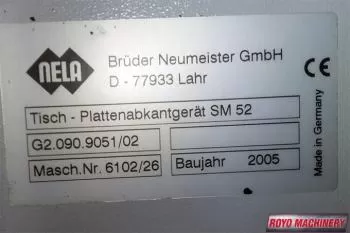 NELA
Brüder Neumeister GmbH
D - 77933 Lahr
CE
Tisch - Plattenabkantgerät SM 52
G2.090.9051/02
Masch.Nr. 6102/26
Baujahr 2005
Made in Germany
ROYO MACHINERY